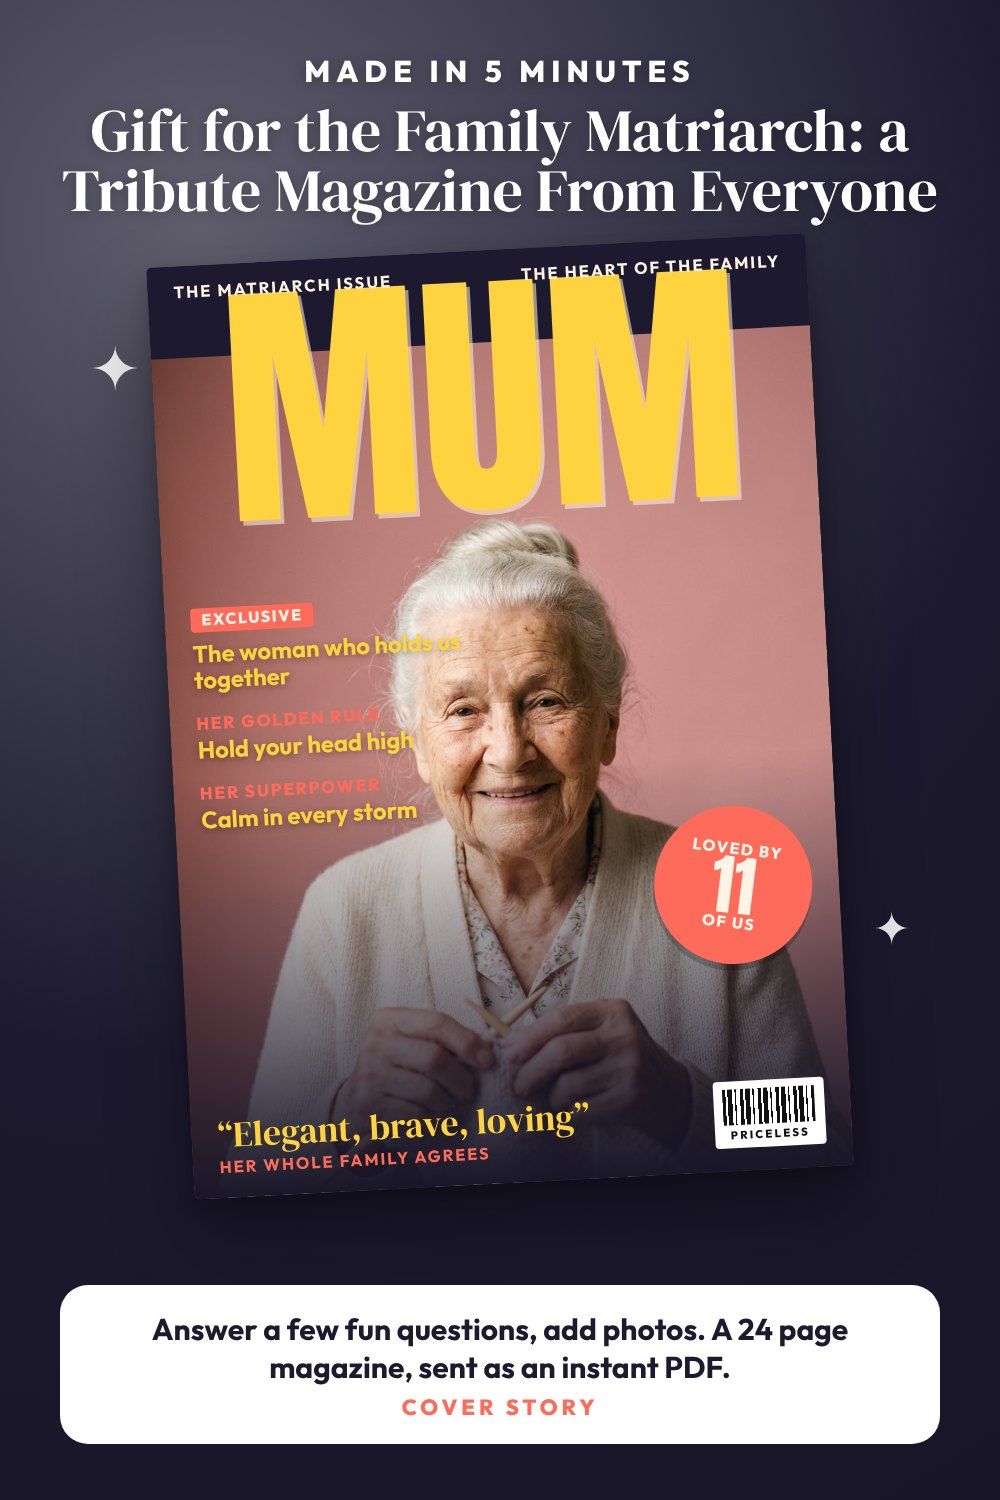 MADE IN 5 MINUTES
Gift for the Family Matriarch: a
Tribute Magazine From Everyone
THE MATRIARCH ISSUE
THE HEART OF THE FAMILY
MUM
EXCLUSIVE
The woman who holds us
together
HER GOLDEN RULE
Hold your head high
HER SUPERPOWER
Calm in every storm
LOVED BY
11
OF US
“Elegant, brave, loving”
HER WHOLE FAMILY AGREES
PRICELESS
Answer a few fun questions, add photos. A 24 page
magazine, sent as an instant PDF.
COVER STORY